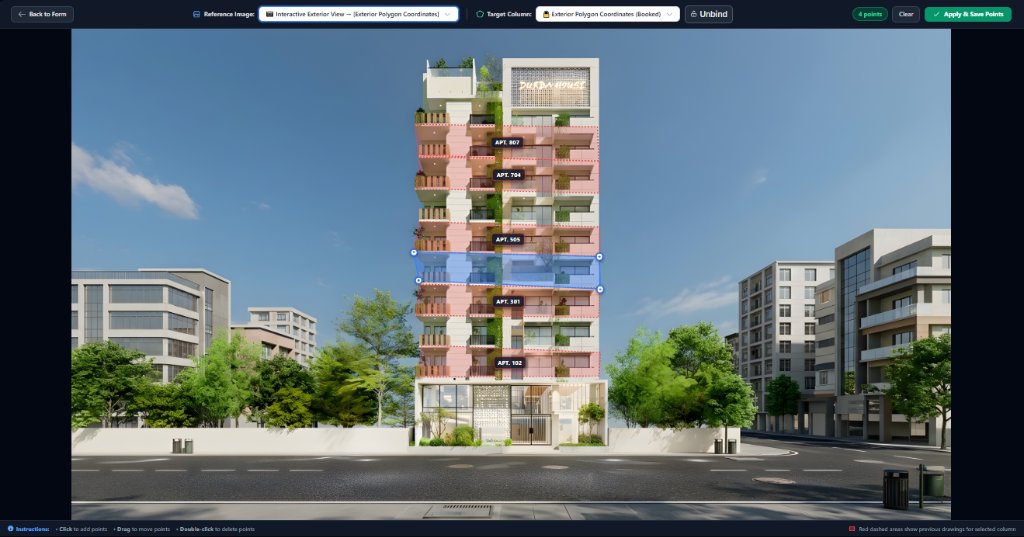 ← Back to Form
Reference Image:
Interactive Exterior View — (Exterior Polygon Coordinates)
Target Column:
Exterior Polygon Coordinates (Booked)
Unbind
4 points
Clear
✓ Apply & Save Points
APT. 807
APT. 704
APT. 505
APT. 301
APT. 102
Instructions: • Click to add points • Drag to move points • Double-click to delete points
Red dashed areas show previous drawings for selected column